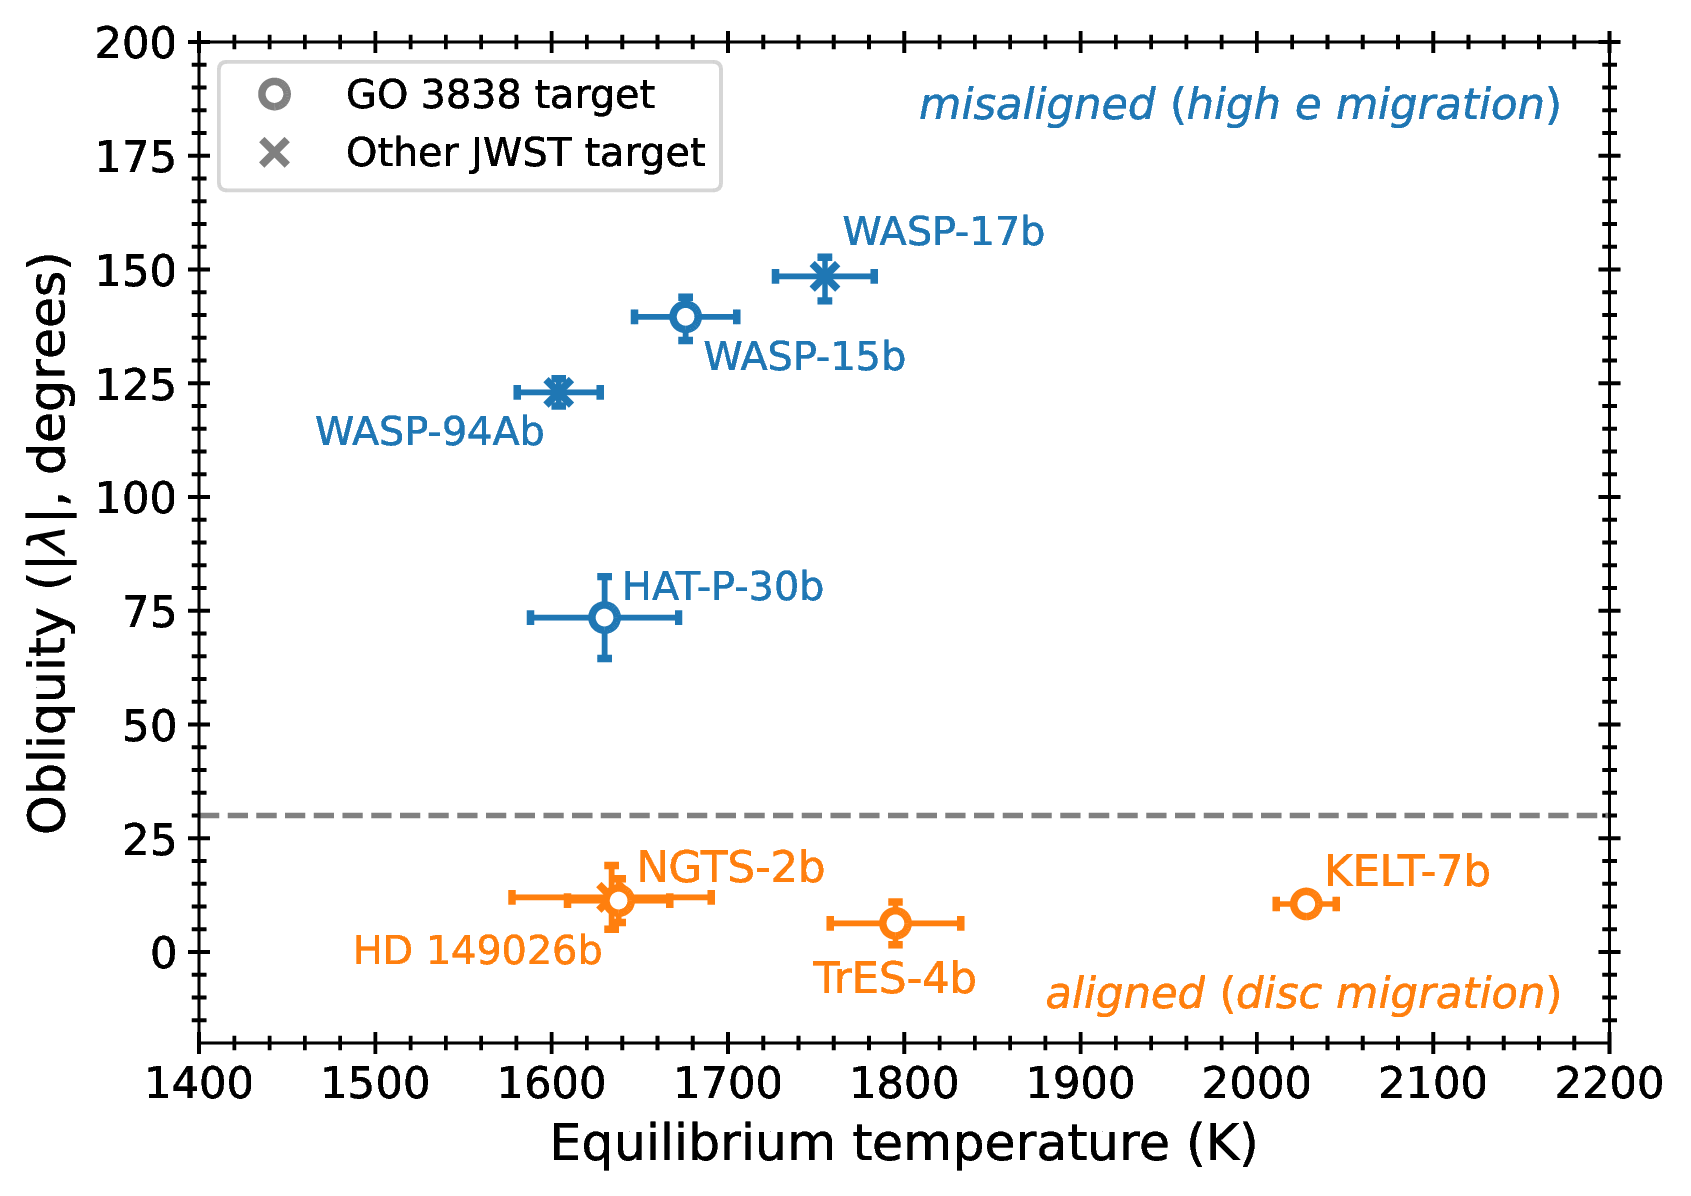 200
175
150
125
100
75
50
25
0
Obliquity (|λ|, degrees)
GO 3838 target
Other JWST target
misaligned (high e migration)
WASP-17b
WASP-15b
WASP-94Ab
HAT-P-30b
NGTS-2b
KELT-7b
HD 149026b
TrES-4b
aligned (disc migration)
1400 1500 1600 1700 1800 1900 2000 2100 2200
Equilibrium temperature (K)